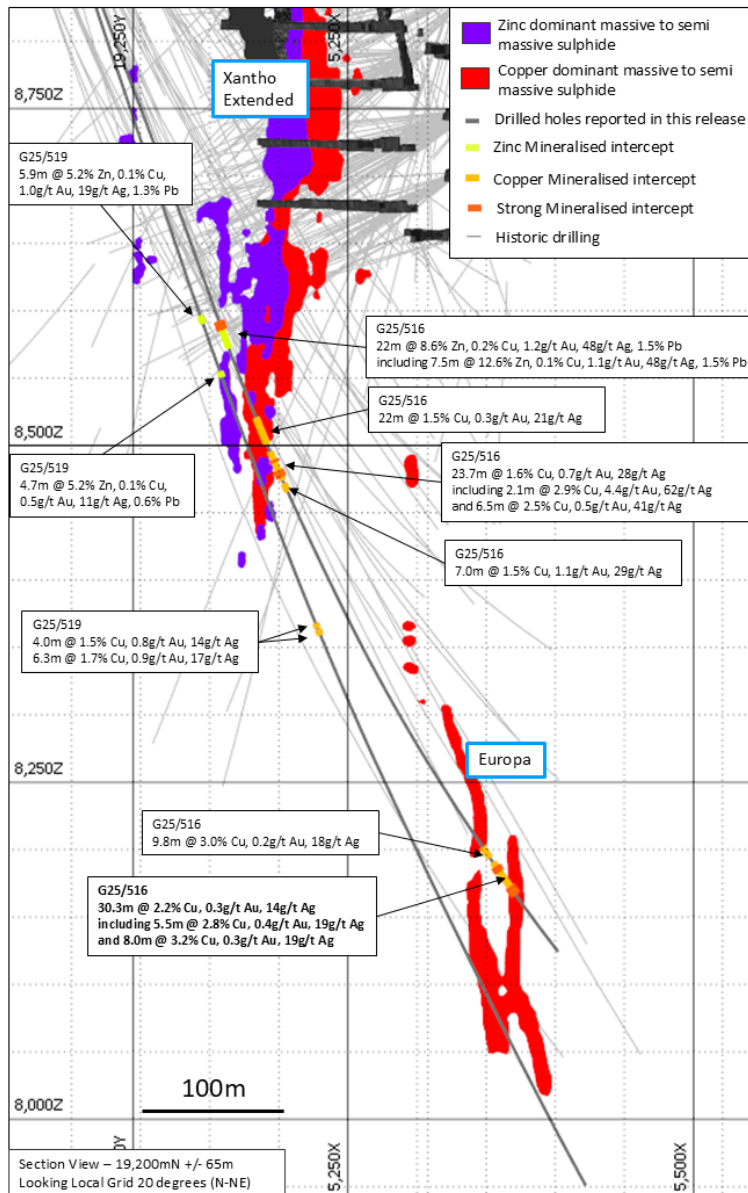 19,250Y
5,250X
Zinc dominant massive to semi
massive sulphide
Copper dominant massive to semi
massive sulphide
Drilled holes reported in this release
Zinc Mineralised intercept
Copper Mineralised intercept
Strong Mineralised intercept
Historic drilling
Xantho
Extended
8,750Z
G25/519
5.9m @ 5.2% Zn, 0.1% Cu,
1.0g/t Au, 19g/t Ag, 1.3% Pb
G25/516
22m @ 8.6% Zn, 0.2% Cu, 1.2g/t Au, 48g/t Ag, 1.5% Pb
including 7.5m @ 12.6% Zn, 0.1% Cu, 1.1g/t Au, 48g/t Ag, 1.5% Pb
G25/516
22m @ 1.5% Cu, 0.3g/t Au, 21g/t Ag
8,500Z
G25/519
4.7m @ 5.2% Zn, 0.1% Cu,
0.5g/t Au, 11g/t Ag, 0.6% Pb
G25/516
23.7m @ 1.6% Cu, 0.7g/t Au, 28g/t Ag
including 2.1m @ 2.9% Cu, 4.4g/t Au, 62g/t Ag
and 6.5m @ 2.5% Cu, 0.5g/t Au, 41g/t Ag
G25/516
7.0m @ 1.5% Cu, 1.1g/t Au, 29g/t Ag
G25/519
4.0m @ 1.5% Cu, 0.8g/t Au, 14g/t Ag
6.3m @ 1.7% Cu, 0.9g/t Au, 17g/t Ag
Europa
8,250Z
G25/516
9.8m @ 3.0% Cu, 0.2g/t Au, 18g/t Ag
G25/516
30.3m @ 2.2% Cu, 0.3g/t Au, 14g/t Ag
including 5.5m @ 2.8% Cu, 0.4g/t Au, 19g/t Ag
and 8.0m @ 3.2% Cu, 0.3g/t Au, 19g/t Ag
100m
8,000Z
5,250X
5,500X
Section View – 19,200mN +/- 65m
Looking Local Grid 20 degrees (N-NE)